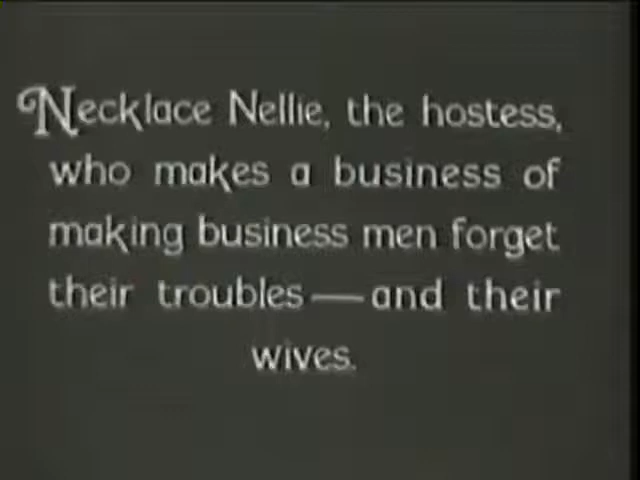 Necklace Nellie, the hostess,
who makes a business of
making business men forget
their troubles — and their
wives.